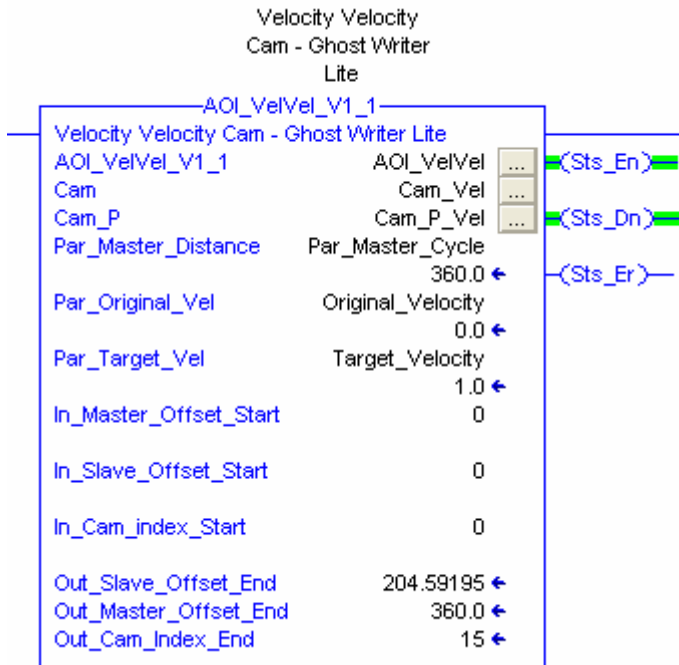 Velocity Velocity
Cam - Ghost Writer
Lite
AOI_VelVel_V1_1
Velocity Velocity Cam - Ghost Writer Lite
AOI_VelVel_V1_1 AOI_VelVel ... (Sts_En)
Cam Cam_Vel ...
Cam_P Cam_P_Vel ... (Sts_Dn)
Par_Master_Distance Par_Master_Cycle
360.0 (Sts_Er)
Par_Original_Vel Original_Velocity
0.0
Par_Target_Vel Target_Velocity
1.0
In_Master_Offset_Start 0
In_Slave_Offset_Start 0
In_Cam_index_Start 0
Out_Slave_Offset_End 204.59195
Out_Master_Offset_End 360.0
Out_Cam_Index_End 15